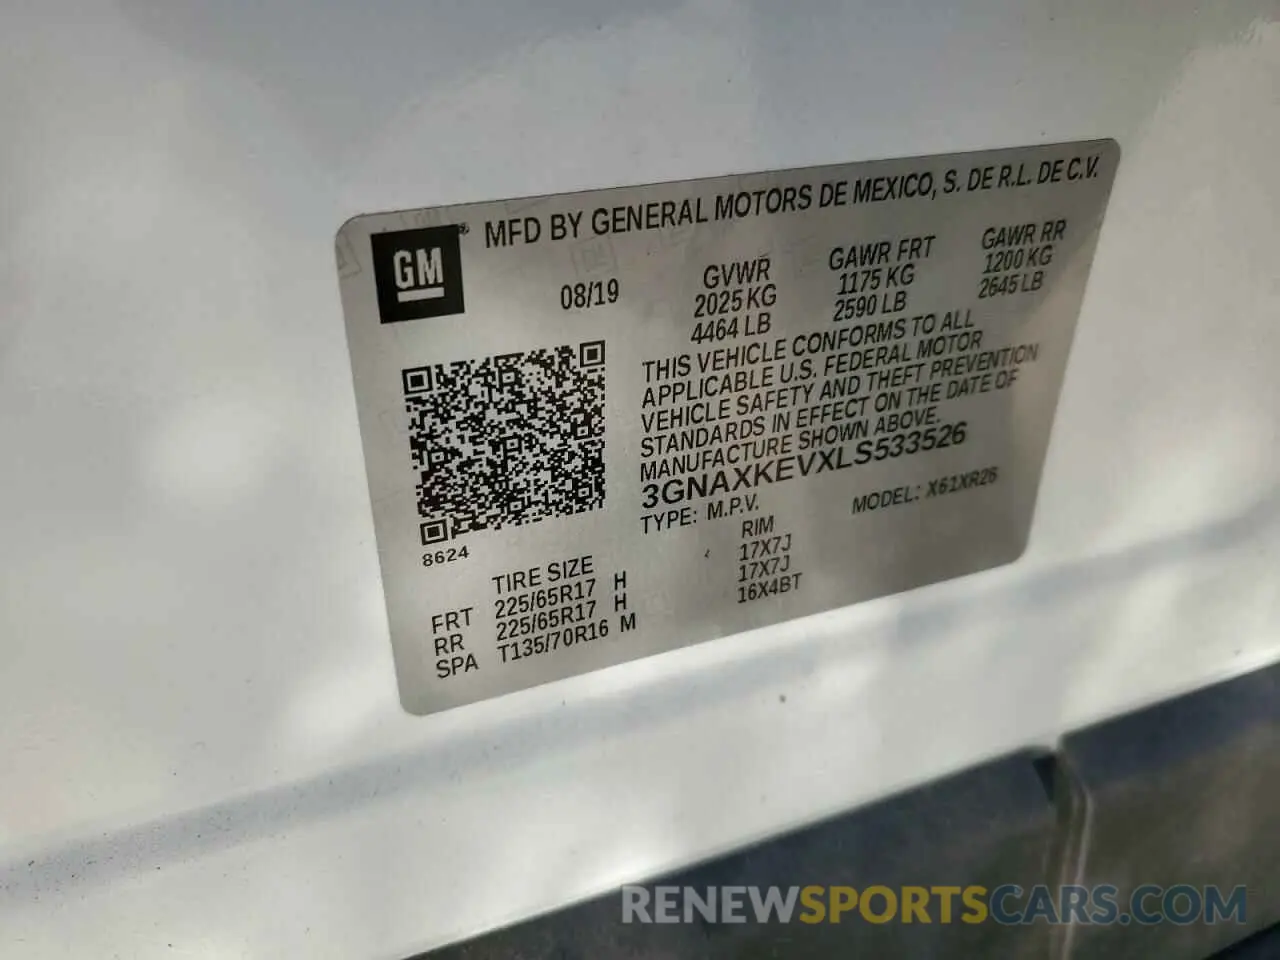 GM ® MFD BY GENERAL MOTORS DE MEXICO, S. DE R.L. DE C.V.
08/19 GVWR GAWR FRT GAWR RR
2025 KG 1175 KG 1200 KG
4464 LB 2590 LB 2645 LB
THIS VEHICLE CONFORMS TO ALL
APPLICABLE U.S. FEDERAL MOTOR
VEHICLE SAFETY AND THEFT PREVENTION
STANDARDS IN EFFECT ON THE DATE OF
MANUFACTURE SHOWN ABOVE.
3GNAXKEVXLS533526
TYPE: M.P.V. MODEL: X61XR26
8624
TIRE SIZE RIM
FRT 225/65R17 H 17X7J
RR 225/65R17 H 17X7J
SPA T135/70R16 M 16X4BT
RENEWSPORTSCARS.COM